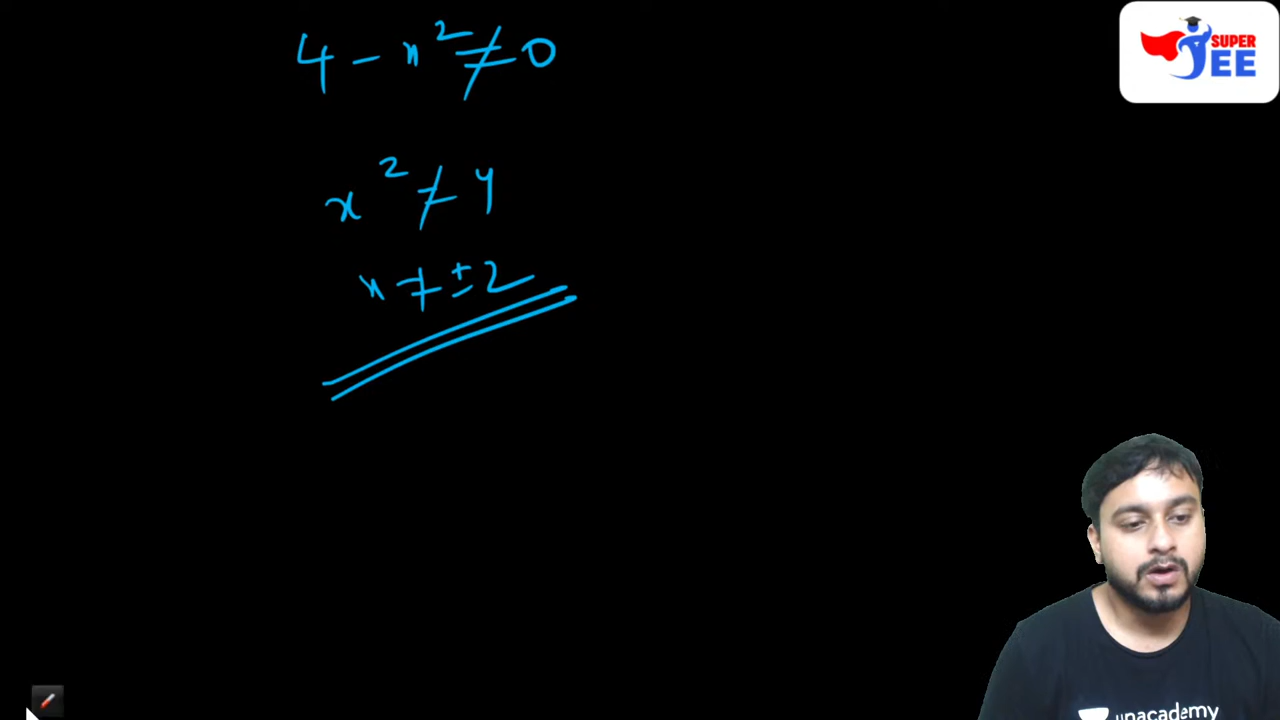 4 - x² ≠ 0
x² ≠ 4
x ≠ ±2
SUPER
JEE
unacademy